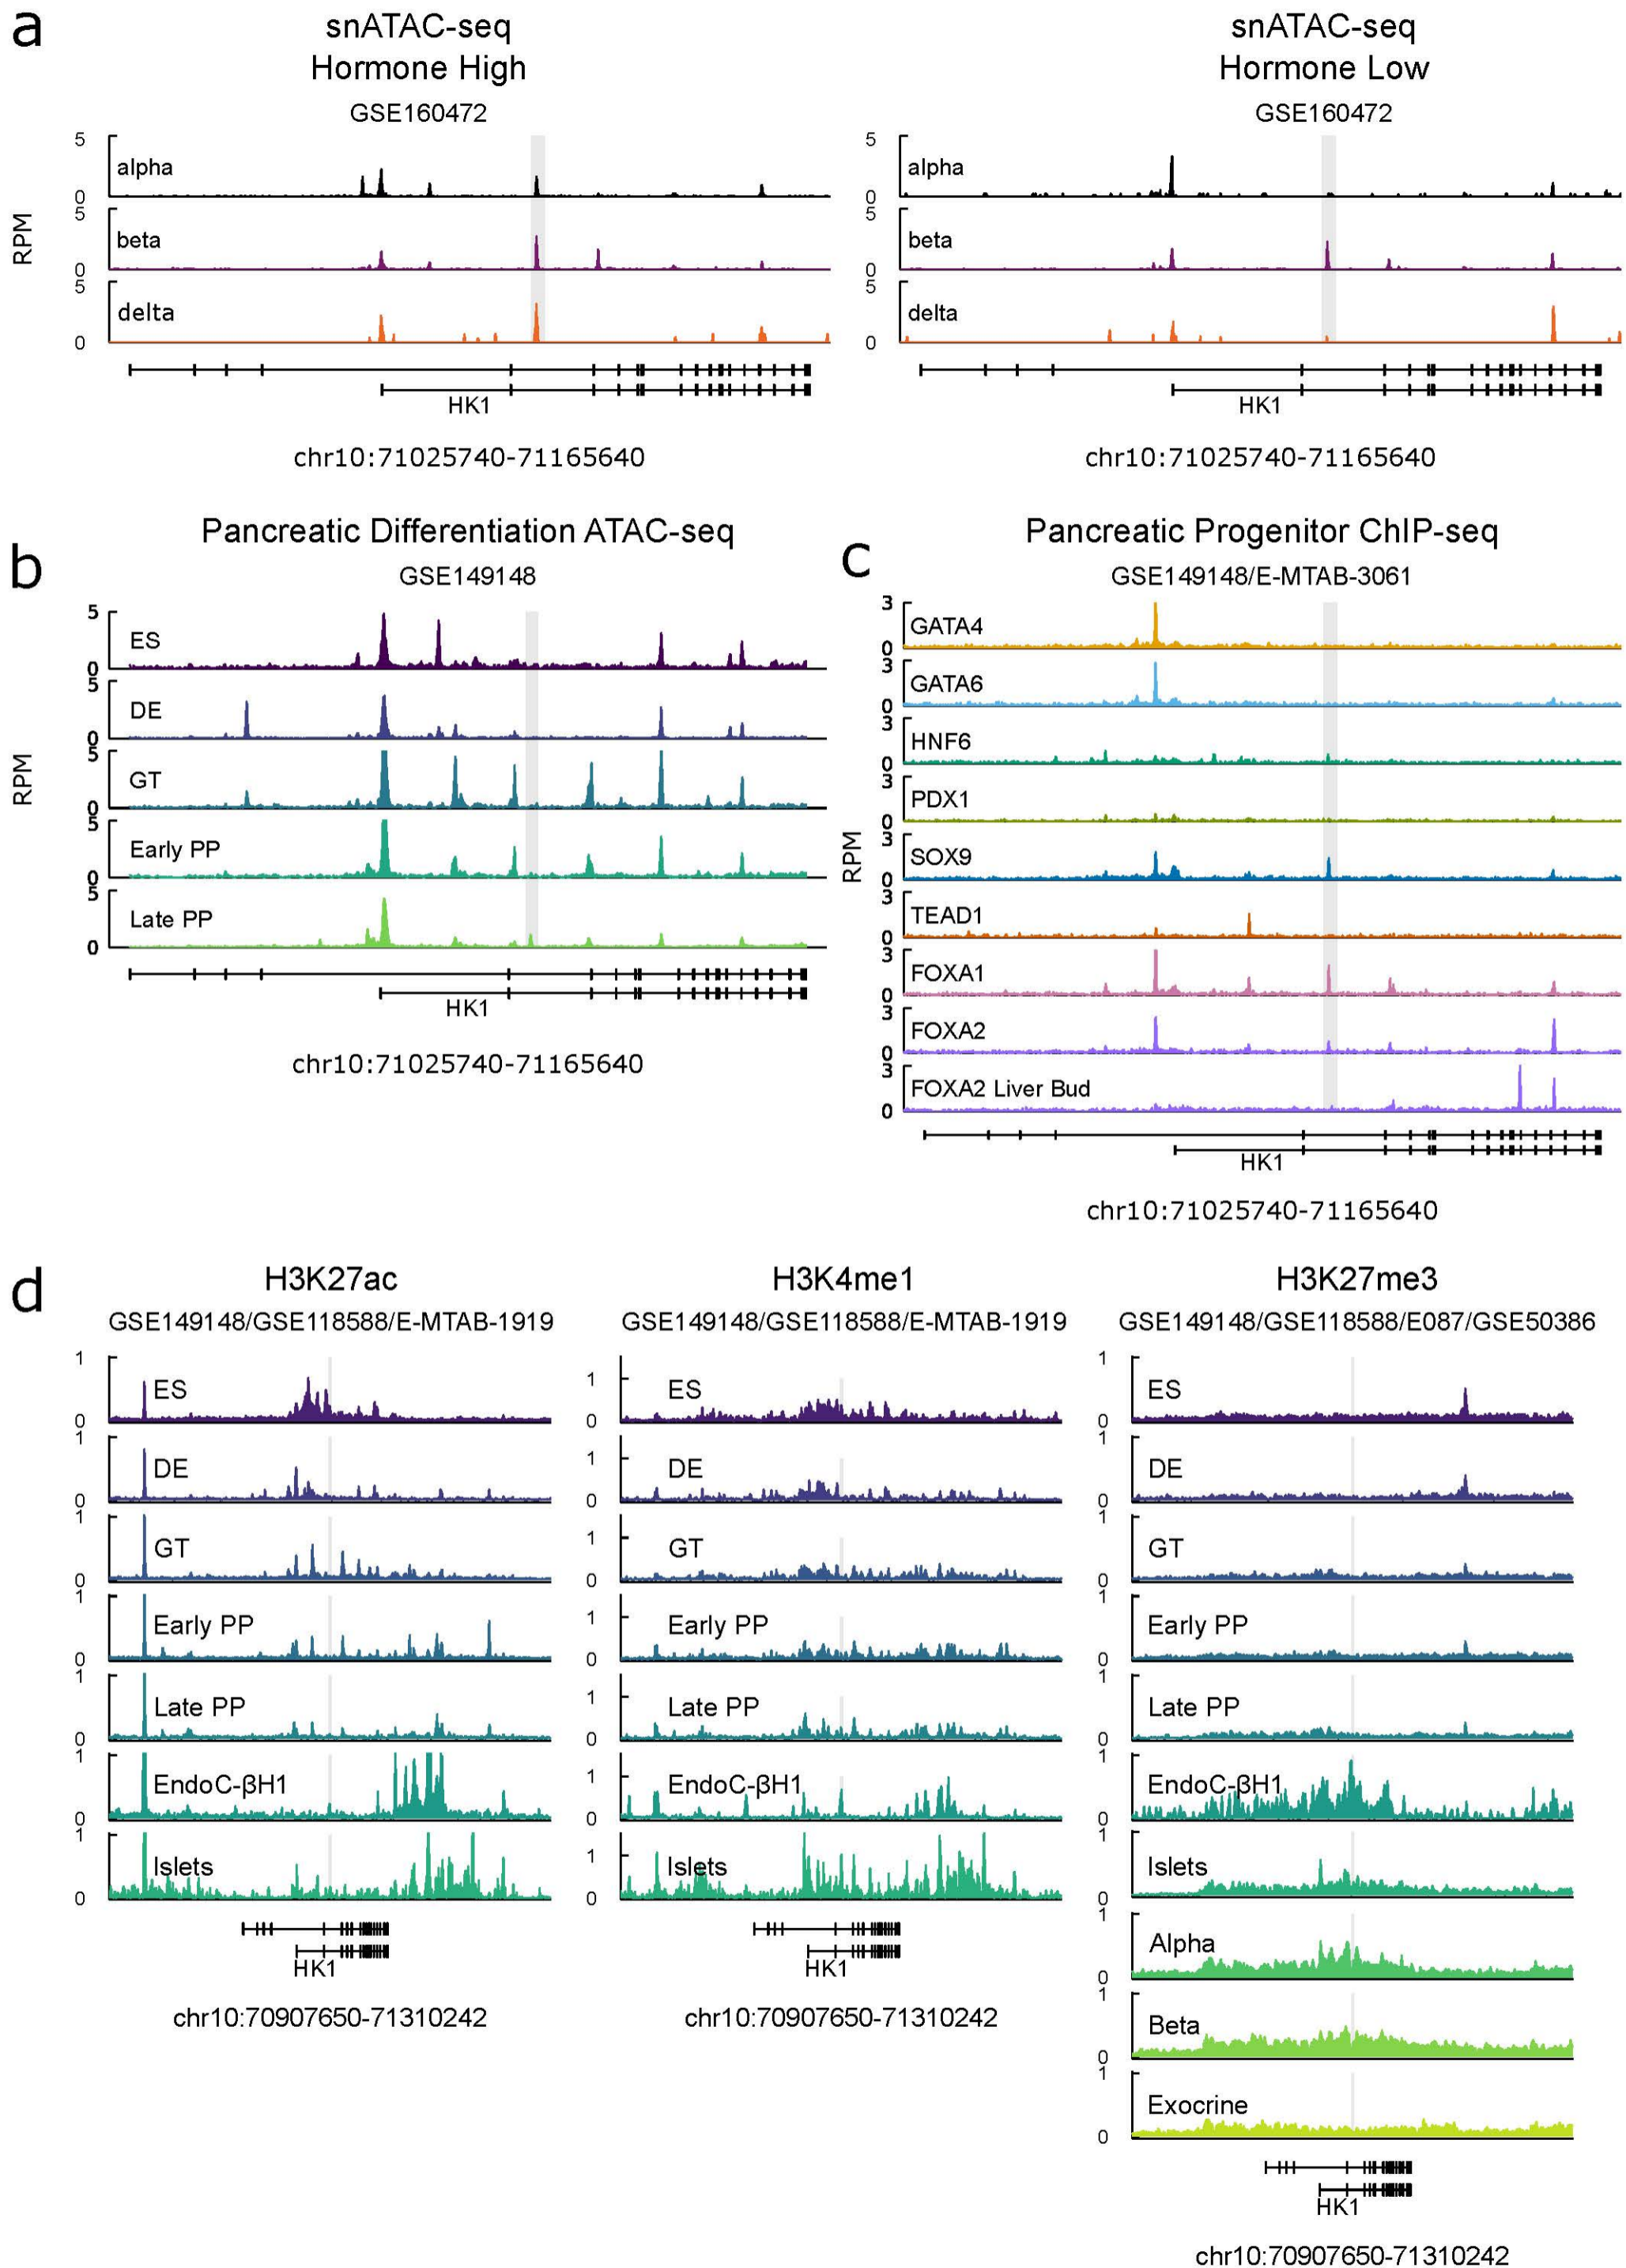 a
snATAC-seq
Hormone High
GSE160472
RPM
5
0
alpha
5
0
beta
5
0
delta
HK1
chr10:71025740-71165640
snATAC-seq
Hormone Low
GSE160472
5
0
alpha
5
0
beta
5
0
delta
HK1
chr10:71025740-71165640
b
Pancreatic Differentiation ATAC-seq
GSE149148
RPM
5
0
ES
5
0
DE
5
0
GT
5
0
Early PP
5
0
Late PP
HK1
chr10:71025740-71165640
c
Pancreatic Progenitor ChIP-seq
GSE149148/E-MTAB-3061
RPM
3
0
GATA4
3
0
GATA6
3
0
HNF6
3
0
PDX1
3
0
SOX9
3
0
TEAD1
3
0
FOXA1
3
0
FOXA2
3
0
FOXA2 Liver Bud
HK1
chr10:71025740-71165640
d
H3K27ac
GSE149148/GSE118588/E-MTAB-1919
1
0
ES
1
0
DE
1
0
GT
1
0
Early PP
1
0
Late PP
1
0
EndoC-βH1
1
0
Islets
HK1
chr10:70907650-71310242
H3K4me1
GSE149148/GSE118588/E-MTAB-1919
1
0
ES
1
0
DE
1
0
GT
1
0
Early PP
1
0
Late PP
1
0
EndoC-βH1
1
0
Islets
HK1
chr10:70907650-71310242
H3K27me3
GSE149148/GSE118588/E087/GSE50386
1
0
ES
1
0
DE
1
0
GT
1
0
Early PP
1
0
Late PP
1
0
EndoC-βH1
1
0
Islets
1
0
Alpha
1
0
Beta
1
0
Exocrine
HK1
chr10:70907650-71310242